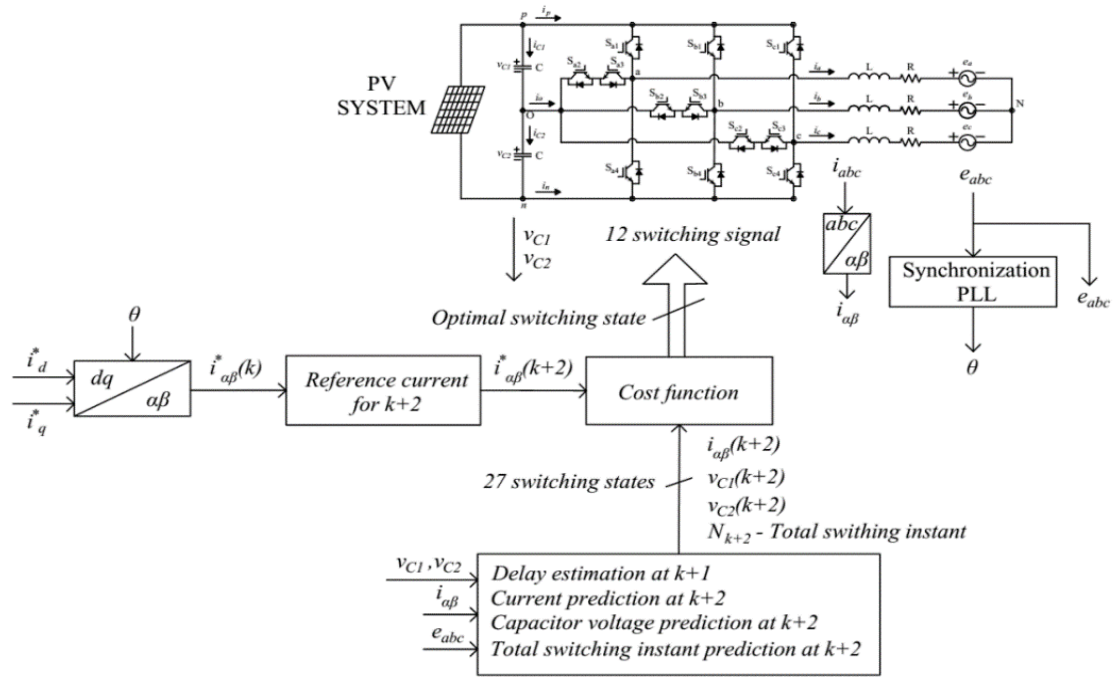 P
i_p
S_a1
S_b1
S_c1
i_C1
v_C1
C
S_a2
S_a3
a
i_a
L
R
e_a
PV
SYSTEM
S_b2
S_b3
b
i_b
L
R
e_b
N
O
i_o
i_C2
S_c2
S_c3
c
i_c
L
R
e_c
v_C2
C
S_a4
S_b4
S_c4
i_n
n
i_abc
e_abc
v_C1
v_C2
12 switching signal
abc
αβ
Synchronization
PLL
e_abc
i_αβ
θ
Optimal switching state
θ
i*_d
i*_q
dq
αβ
i*_αβ(k)
Reference current
for k+2
i*_αβ(k+2)
Cost function
27 switching states
i_αβ(k+2)
v_C1(k+2)
v_C2(k+2)
N_k+2 - Total swithing instant
v_C1 ,v_C2
i_αβ
e_abc
Delay estimation at k+1
Current prediction at k+2
Capacitor voltage prediction at k+2
Total switching instant prediction at k+2